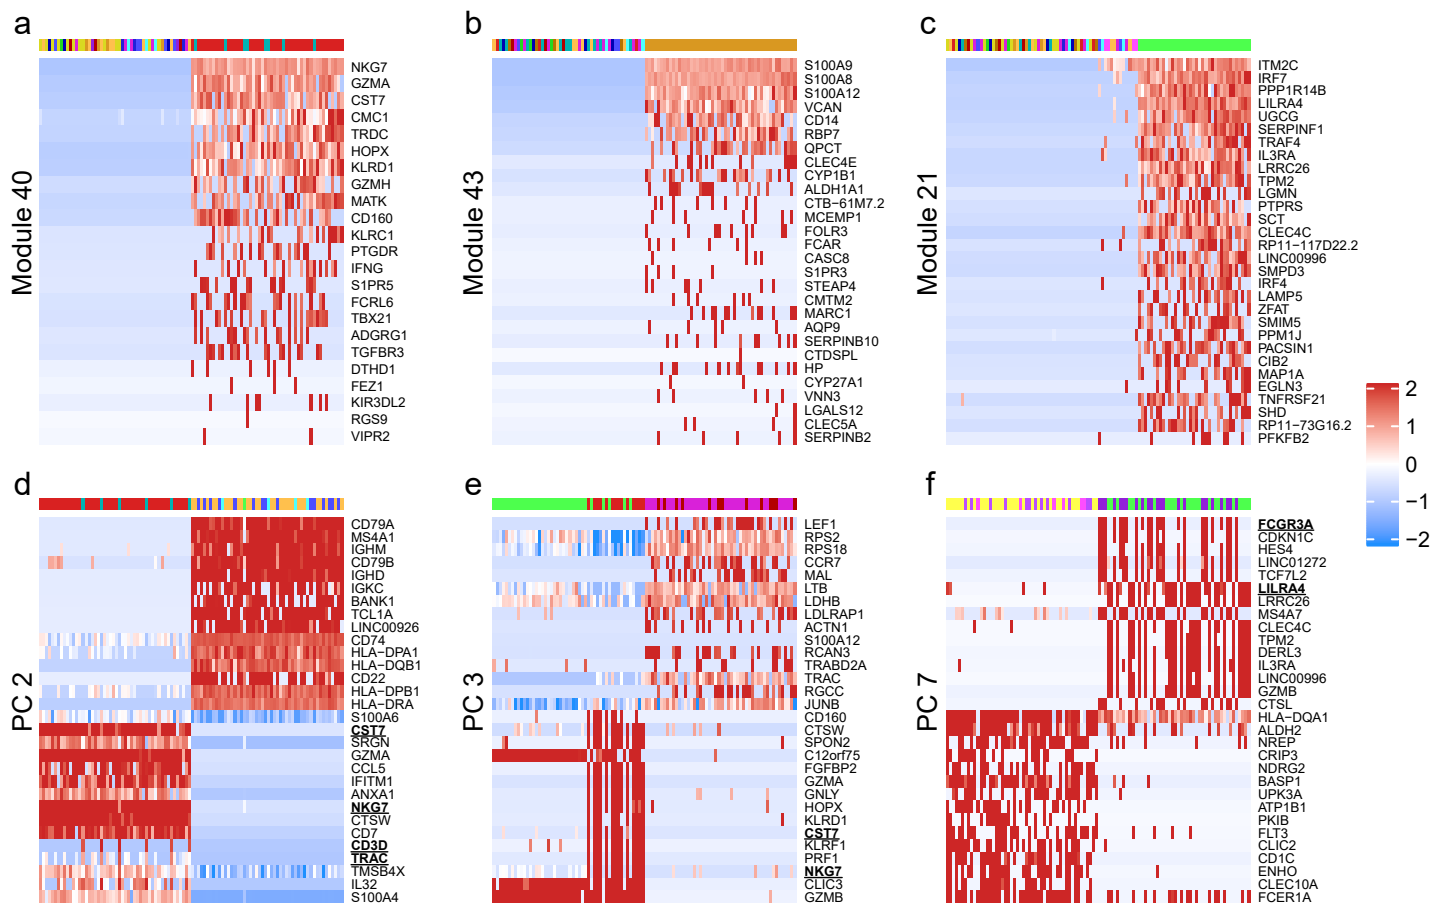 a
Module 40
NKG7
GZMA
CST7
CMC1
TRDC
HOPX
KLRD1
GZMH
MATK
CD160
KLRC1
PTGDR
IFNG
S1PR5
FCRL6
TBX21
ADGRG1
TGFBR3
DTHD1
FEZ1
KIR3DL2
RGS9
VIPR2
b
Module 43
S100A9
S100A8
S100A12
VCAN
CD14
RBP7
QPCT
CLEC4E
CYP1B1
ALDH1A1
CTB−61M7.2
MCEMP1
FOLR3
FCAR
CASC8
S1PR3
STEAP4
CMTM2
MARC1
AQP9
SERPINB10
CTDSPL
HP
CYP27A1
VNN3
LGALS12
CLEC5A
SERPINB2
c
Module 21
ITM2C
IRF7
PPP1R14B
LILRA4
UGCG
SERPINF1
TRAF4
IL3RA
LRRC26
TPM2
LGMN
PTPRS
SCT
CLEC4C
RP11−117D22.2
LINC00996
SMPD3
IRF4
LAMP5
ZFAT
SMIM5
PPM1J
PACSIN1
CIB2
MAP1A
EGLN3
TNFRSF21
SHD
RP11−73G16.2
PFKFB2
2
1
0
−1
−2
d
PC 2
CD79A
MS4A1
IGHM
CD79B
IGHD
IGKC
BANK1
TCL1A
LINC00926
CD74
HLA−DPA1
HLA−DQB1
CD22
HLA−DPB1
HLA−DRA
S100A6
CST7
SRGN
GZMA
CCL5
IFITM1
ANXA1
NKG7
CTSW
CD7
CD3D
TRAC
TMSB4X
IL32
S100A4
e
PC 3
LEF1
RPS2
RPS18
CCR7
MAL
LTB
LDHB
LDLRAP1
ACTN1
S100A12
RCAN3
TRABD2A
TRAC
RGCC
JUNB
CD160
CTSW
SPON2
C12orf75
FGFBP2
GZMA
GNLY
HOPX
KLRD1
CST7
KLRF1
PRF1
NKG7
CLIC3
GZMB
f
PC 7
FCGR3A
CDKN1C
HES4
LINC01272
TCF7L2
LILRA4
LRRC26
MS4A7
CLEC4C
TPM2
DERL3
IL3RA
LINC00996
GZMB
CTSL
HLA−DQA1
ALDH2
NREP
CRIP3
NDRG2
BASP1
UPK3A
ATP1B1
PKIB
FLT3
CLIC2
CD1C
ENHO
CLEC10A
FCER1A